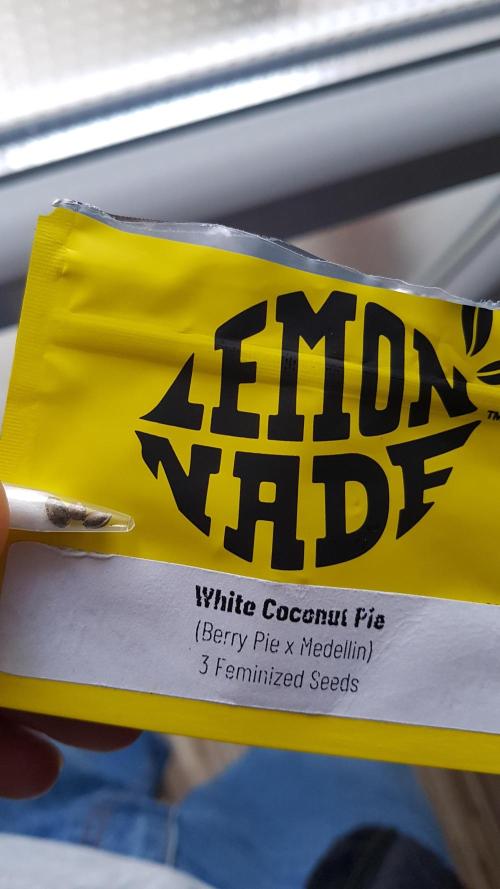 LEMON
NADE
TM
White Coconut Pie
(Berry Pie x Medellin)
3 Feminized Seeds